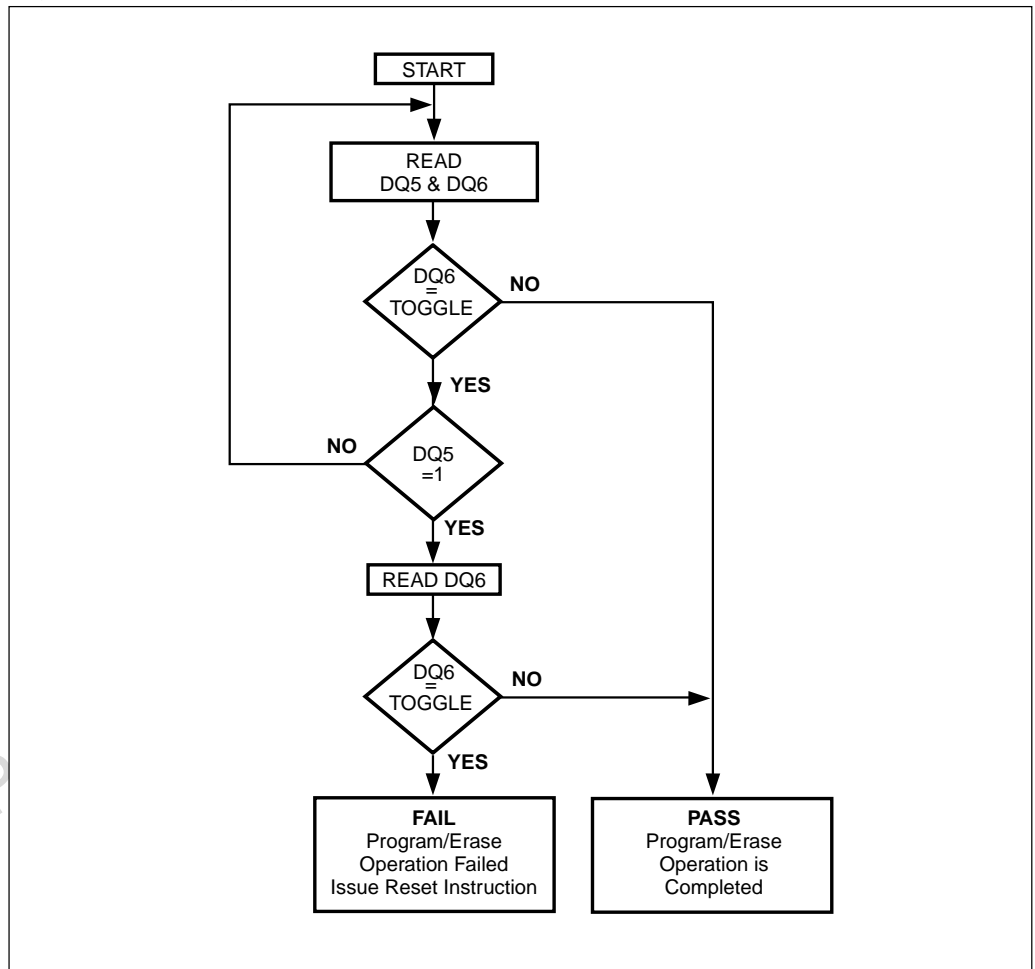 START
READ
DQ5 & DQ6
DQ6
=
TOGGLE
NO
YES
NO
DQ5
=1
YES
READ DQ6
DQ6
=
TOGGLE
NO
YES
FAIL
Program/Erase
Operation Failed
Issue Reset Instruction
PASS
Program/Erase
Operation is
Completed